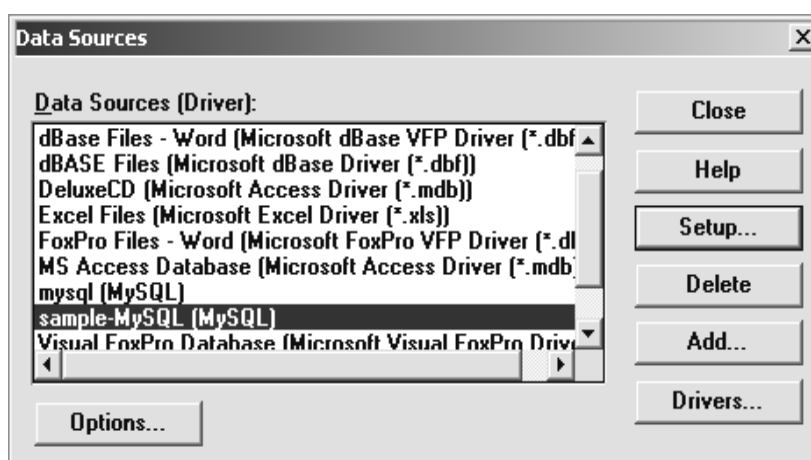 Data Sources
Data Sources (Driver):
dBase Files - Word (Microsoft dBase VFP Driver (*.dbf
dBASE Files (Microsoft dBase Driver (*.dbf))
DeluxeCD (Microsoft Access Driver (*.mdb))
Excel Files (Microsoft Excel Driver (*.xls))
FoxPro Files - Word (Microsoft FoxPro VFP Driver (*.d
MS Access Database (Microsoft Access Driver (*.mdb)
mysql (MySQL)
sample-MySQL (MySQL)
Visual FoxPro Database (Microsoft Visual FoxPro Drive
Options...
Close
Help
Setup...
Delete
Add...
Drivers...